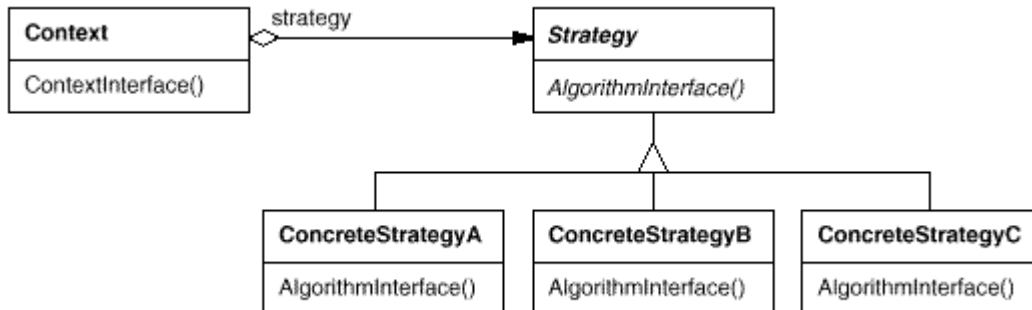 strategy
Context
Strategy
ContextInterface()
AlgorithmInterface()
ConcreteStrategyA
ConcreteStrategyB
ConcreteStrategyC
AlgorithmInterface()
AlgorithmInterface()
AlgorithmInterface()